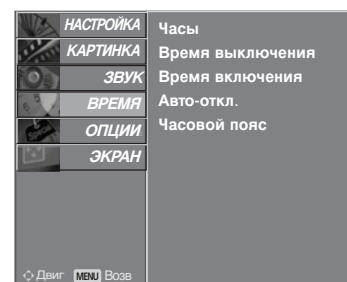 НАСТРОЙКА
КАРТИНКА
ЗВУК
ВРЕМЯ
ОПЦИИ
ЭКРАН
Часы
Время выключения
Время включения
Авто-откл.
Часовой пояс
Двиг MENU Возв